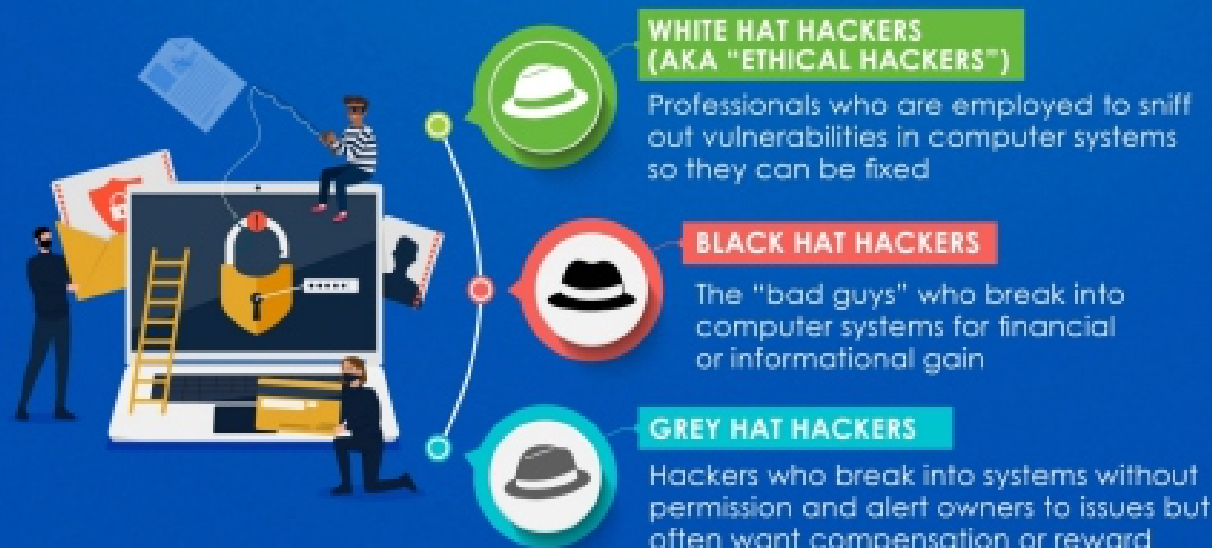 WHITE HAT HACKERS
(AKA “ETHICAL HACKERS”)
Professionals who are employed to sniff
out vulnerabilities in computer systems
so they can be fixed
BLACK HAT HACKERS
The “bad guys” who break into
computer systems for financial
or informational gain
GREY HAT HACKERS
Hackers who break into systems without
permission and alert owners to issues but
often want compensation or reward